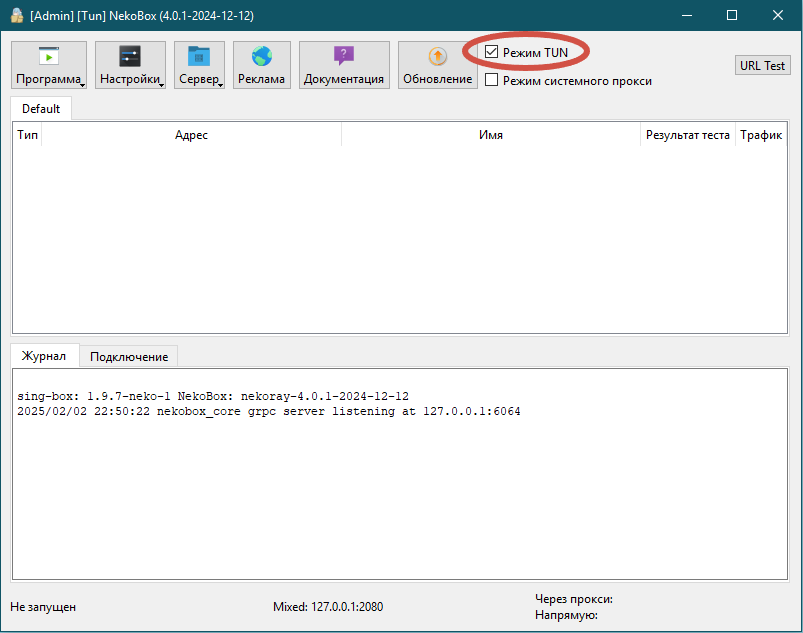 [Admin] [Tun] NekoBox (4.0.1-2024-12-12)
Программа Настройки Сервер Реклама Документация Обновление
Режим TUN
Режим системного прокси
URL Test
Default
Тип Адрес Имя Результат теста Трафик
Журнал Подключение
sing-box: 1.9.7-neko-1 NekoBox: nekoray-4.0.1-2024-12-12
2025/02/02 22:50:22 nekobox_core grpc server listening at 127.0.0.1:6064
Не запущен
Mixed: 127.0.0.1:2080
Через прокси:
Напрямую: